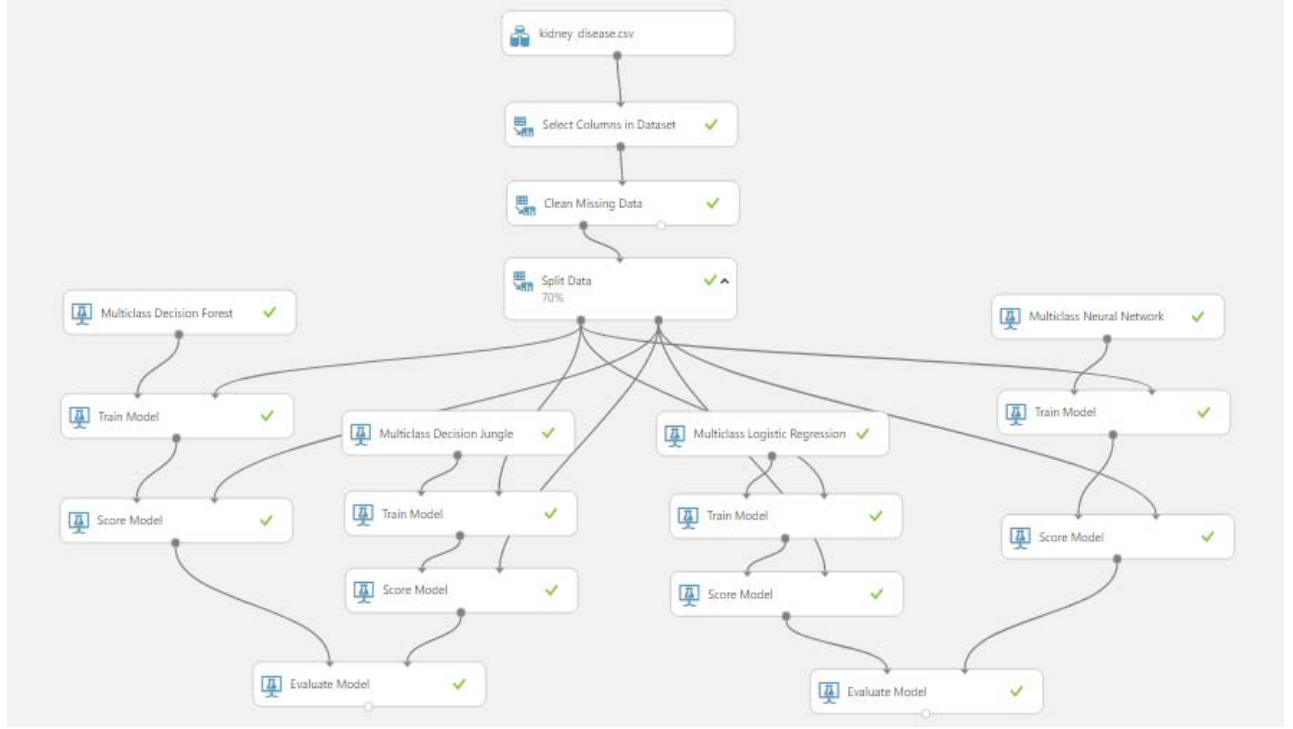 kidney_disease.csv
Select Columns in Dataset
Clean Missing Data
Split Data
70%
Multiclass Decision Forest
Multiclass Neural Network
Train Model
Train Model
Multiclass Decision Jungle
Multiclass Logistic Regression
Train Model
Train Model
Score Model
Score Model
Score Model
Score Model
Evaluate Model
Evaluate Model